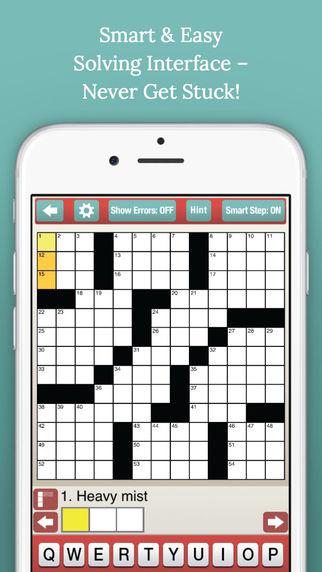 Smart & Easy
Solving Interface –
Never Get Stuck!
Show Errors: OFF Hint Smart Step: ON
1 2 3 4 5 6 7 8 9 10 11
12 13 14
15 16 17
18 19 20 21
22 23 24
25 26 27 28 29
30 31 32
33 34 35
36 37
38 39 40 41 42
43 44 45 46 47 48
49 50 51
52 53 54
1. Heavy mist
Q W E R T Y U I O P